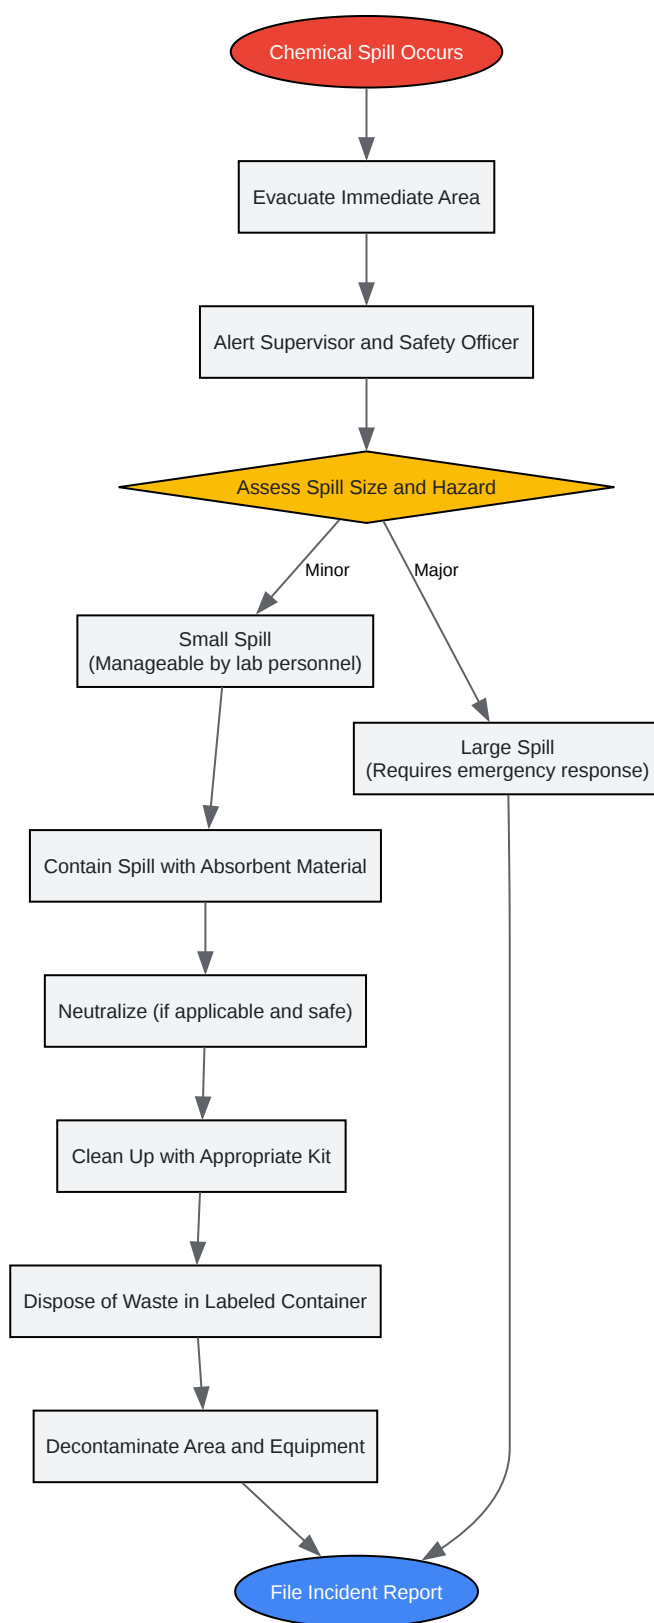 Chemical Spill Occurs
Evacuate Immediate Area
Alert Supervisor and Safety Officer
Assess Spill Size and Hazard
Minor
Major
Small Spill
(Manageable by lab personnel)
Large Spill
(Requires emergency response)
Contain Spill with Absorbent Material
Neutralize (if applicable and safe)
Clean Up with Appropriate Kit
Dispose of Waste in Labeled Container
Decontaminate Area and Equipment
File Incident Report